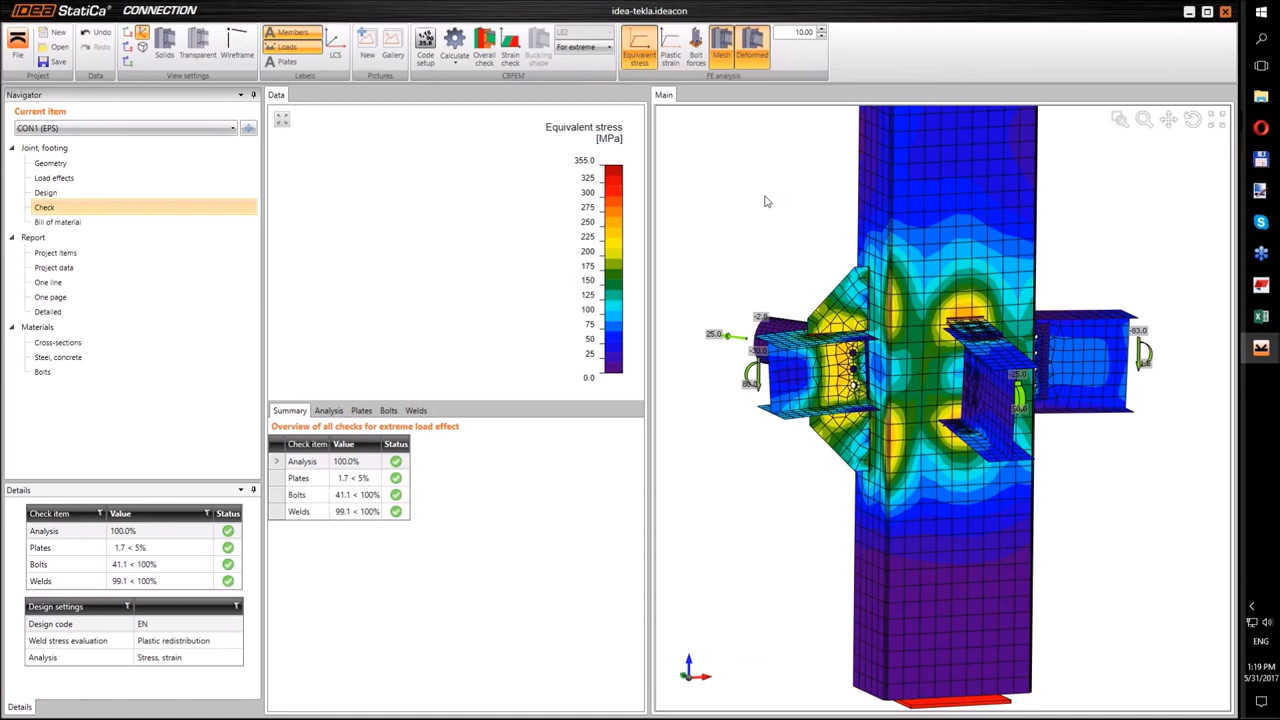 IDEA StatiCa® CONNECTION
idea-tekla.ideacon
New
Open
Save
File
Project
Undo
Redo
Data
Solids
Transparent
Wireframe
View settings
Members
Loads
Plates
LCS
Labels
New
Gallery
Pictures
Code setup
Calculate
Overall check
Strain check
Buckling shape
LE2
For extreme
CBFEM
Equivalent stress
Plastic strain
Bolt forces
Mesh
Deformed
10.00
FE analysis
Navigator
Current item
CON1 (EPS)
Joint, footing
Geometry
Load effects
Design
Check
Bill of material
Report
Project items
Project data
One line
One page
Detailed
Materials
Cross-sections
Steel, concrete
Bolts
Details
Check item Value Status
Analysis 100.0%
Plates 1.7 < 5%
Bolts 41.1 < 100%
Welds 99.1 < 100%
Design settings
Design code EN
Weld stress evaluation Plastic redistribution
Analysis Stress, strain
Details
Data
Equivalent stress
[MPa]
355.0
325
300
275
250
225
200
175
150
125
100
75
50
25
0.0
Summary Analysis Plates Bolts Welds
Overview of all checks for extreme load effect
Check item Value Status
> Analysis 100.0%
Plates 1.7 < 5%
Bolts 41.1 < 100%
Welds 99.1 < 100%
Main
25.0
-2.8
-30.0
-83.0
ENG
1:19 PM
5/31/2017